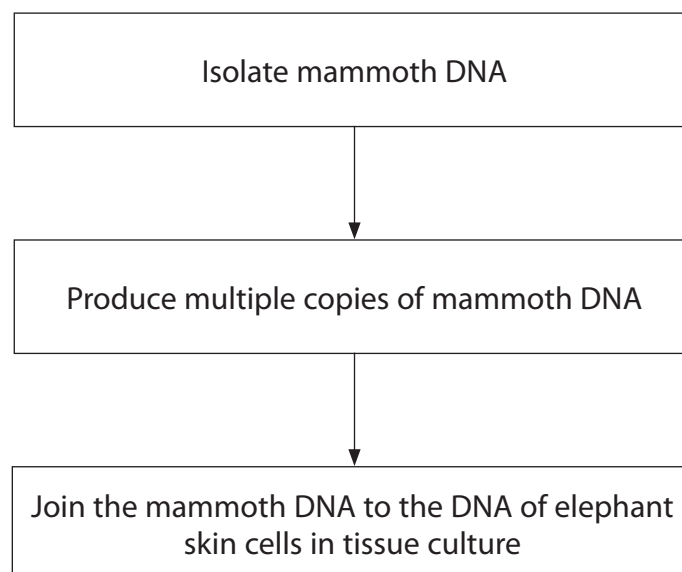 Isolate mammoth DNA
Produce multiple copies of mammoth DNA
Join the mammoth DNA to the DNA of elephant
skin cells in tissue culture